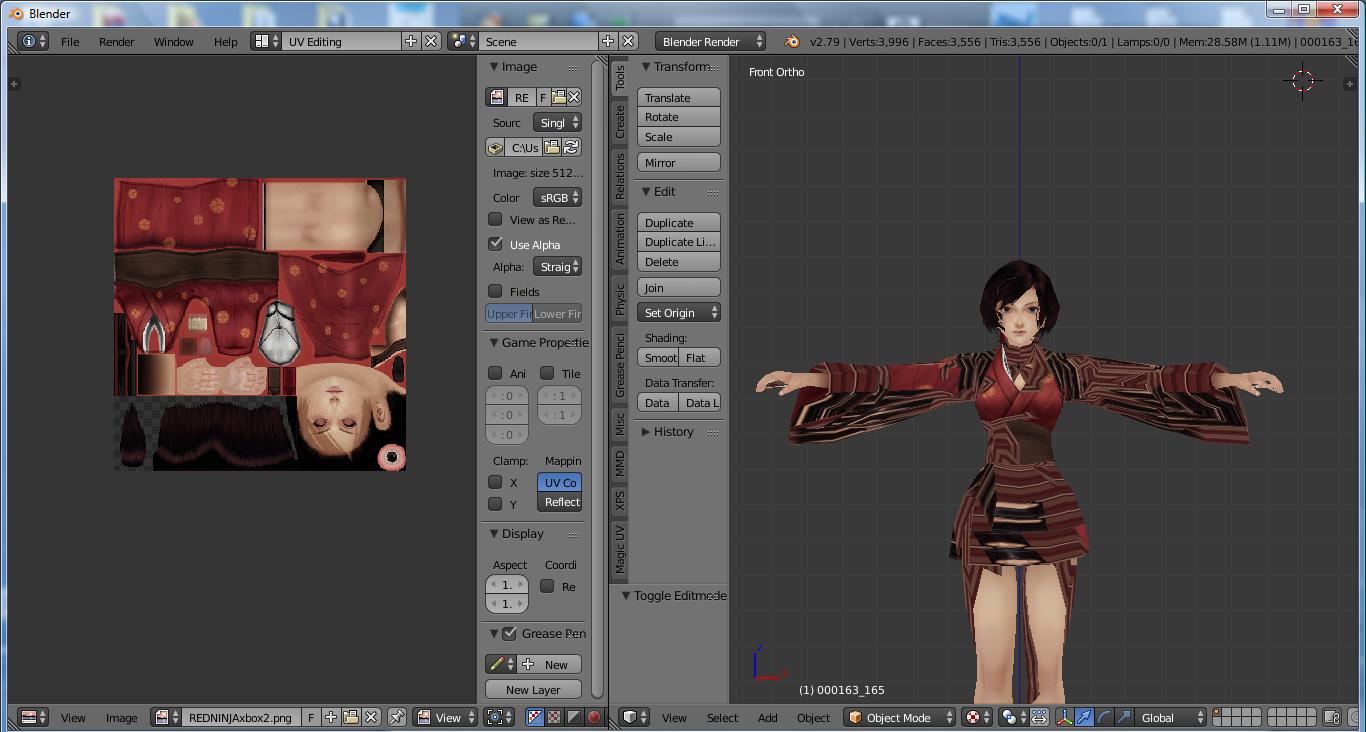 Blender
File Render Window Help UV Editing Scene Blender Render v2.79 | Verts:3,996 | Faces:3,556 | Tris:3,556 | Objects:0/1 | Lamps:0/0 | Mem:28.58M (1.11M) | 000163_1
Image
RE F
Sourc Singl
C:\Us
Image: size 512...
Color sRGB
View as Re...
Use Alpha
Alpha: Straig
Fields
Upper Fir Lower Fir
Game Propertie
Ani Tile
:0 :1
:0 :1
:0
Clamp: Mappin
X UV Co
Y Reflect
Display
Aspect Coordi
1. Re
1.
Grease Pen
New
New Layer
Tools
Create
Relations
Animation
Physic
Grease Penci
Misc
MMD
XPS
Magic UV
Transform
Translate
Rotate
Scale
Mirror
Edit
Duplicate
Duplicate Li...
Delete
Join
Set Origin
Shading:
Smoot Flat
Data Transfer:
Data Data L
History
Toggle Editmode
Front Ortho
z
x
(1) 000163_165
View Image REDNINJAxbox2.png F View
View Select Add Object Object Mode Global